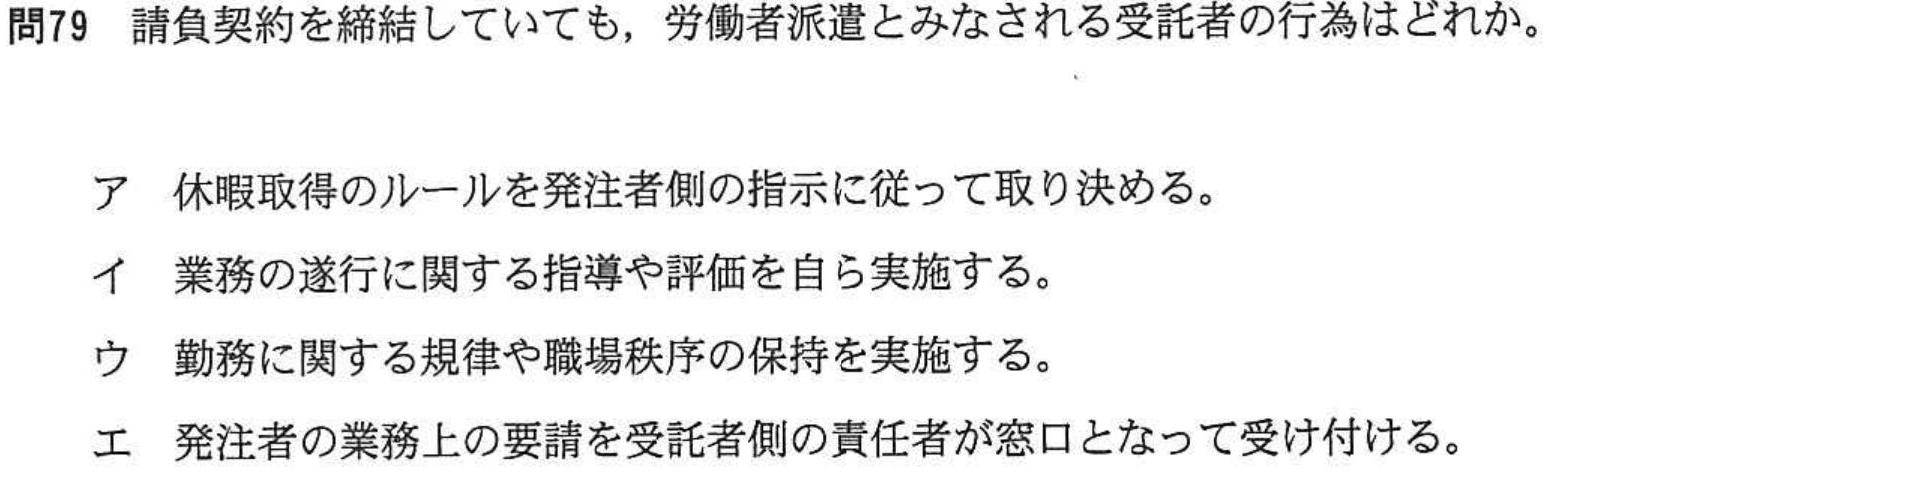 問79　請負契約を締結していても，労働者派遣とみなされる受託者の行為はどれか。
ア　休暇取得のルールを発注者側の指示に従って取り決める。
イ　業務の遂行に関する指導や評価を自ら実施する。
ウ　勤務に関する規律や職場秩序の保持を実施する。
エ　発注者の業務上の要請を受託者側の責任者が窓口となって受け付ける。